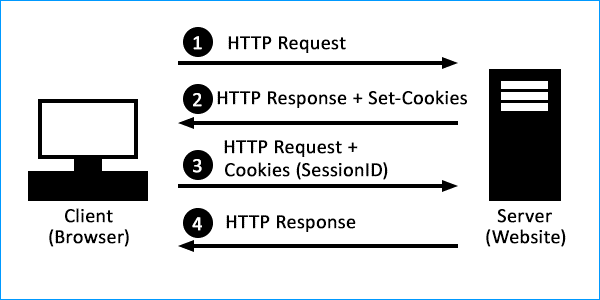 1 HTTP Request
2 HTTP Response + Set-Cookies
3 HTTP Request +
Cookies (SessionID)
4 HTTP Response
Client
(Browser)
Server
(Website)